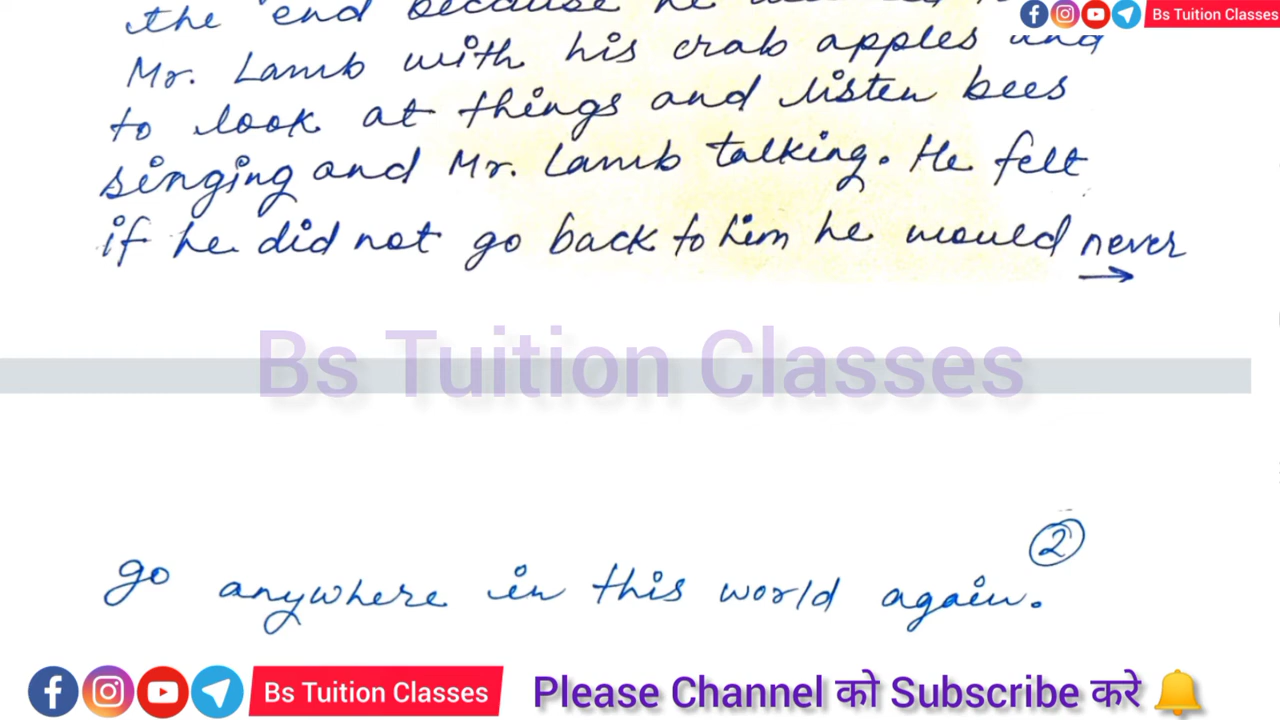 the end because he
Bs Tuition Classes
Mr. Lamb with his crab apples and
to look at things and listen bees
singing and Mr. Lamb talking. He felt
if he did not go back to him he would never
Bs Tuition Classes
2
go anywhere in this world again.
Bs Tuition Classes
Please Channel को Subscribe करे